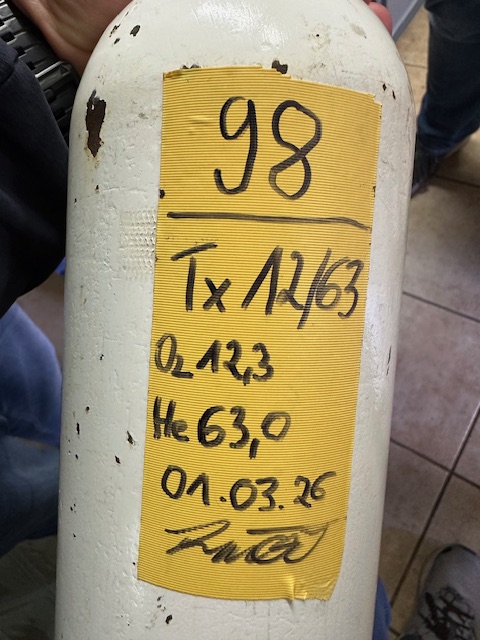 98
Tx 12/63
O₂ 12,3
He 63,0
01.03.26